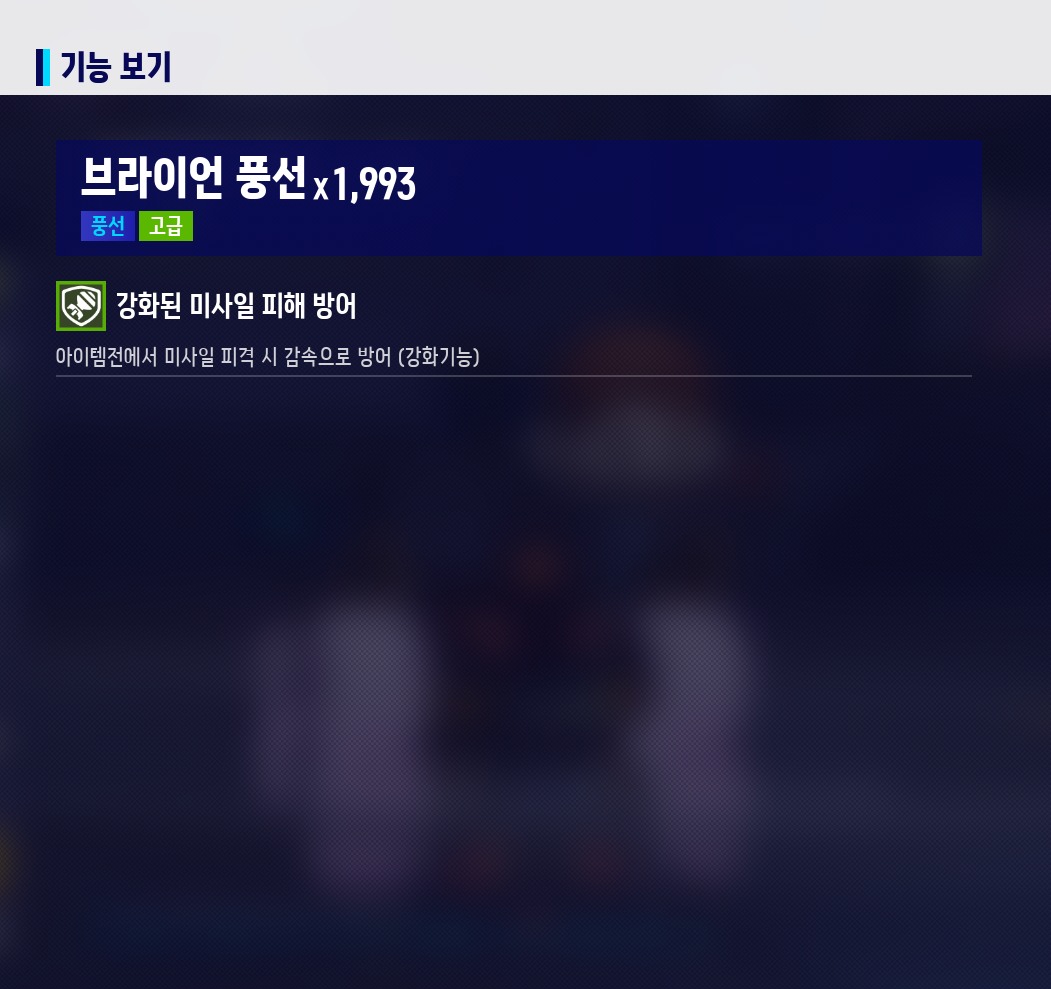 기능 보기
브라이언 풍선 x 1,993
풍선 고급
강화된 미사일 피해 방어
아이템전에서 미사일 피격 시 감속으로 방어 (강화기능)